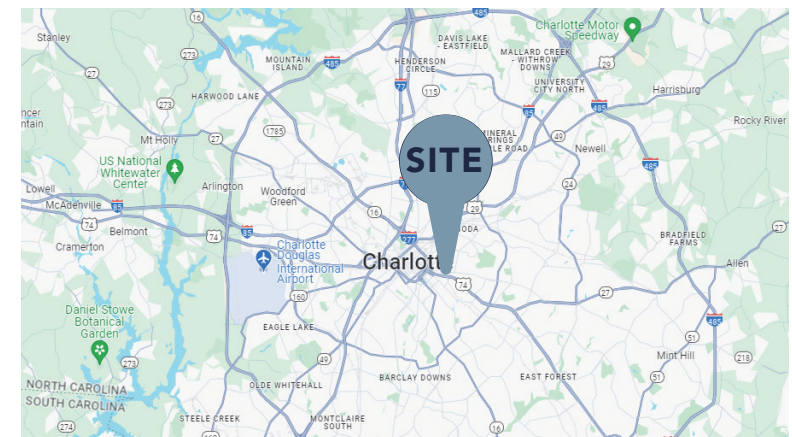 485
16
Charlotte Motor
Speedway
Stanley
DAVIS LAKE
- EASTFIELD
MALLARD CREEK
- WITHROW
DOWNS
273
MOUNTAIN
ISLAND
485
HENDERSON
CIRCLE
29
27
77
115
UNIVERSITY
CITY NORTH
Harrisburg
HARWOOD LANE
273
485
85
Rocky River
1785
27
49
Mt Holly
Newell
SITE
US National
Whitewater
Center
485
Lowell
Arlington
Woodford
Green
24
McAdenville
85
16
29
74
Belmont
74
85
277
27
BRADFIELD
FARMS
Cramerton
Charlotte
Douglas
International
Airport
Charlott
Allen
74
160
27
Daniel Stowe
Botanical
Garden
485
EAGLE LAKE
51
273
49
Mint Hill
218
NORTH CAROLINA
SOUTH CAROLINA
OLDE WHITEHALL
BARCLAY DOWNS
EAST FOREST
51
274
STEELE CREEK
MONTCLAIRE
SOUTH
16